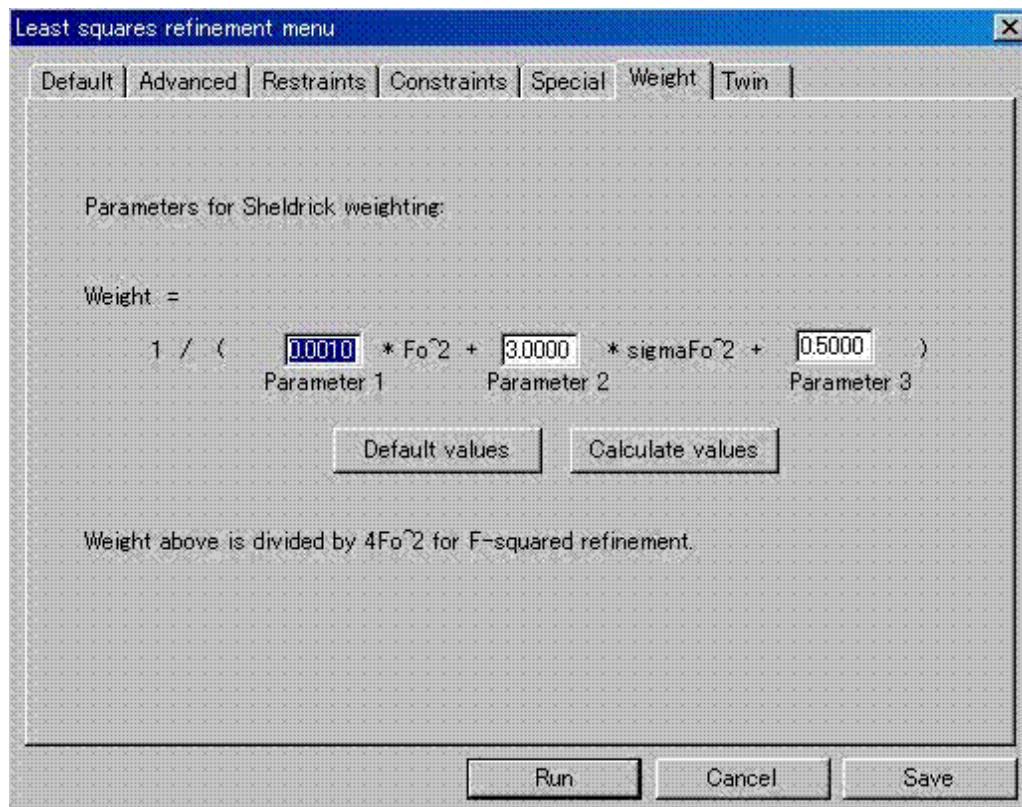 Least squares refinement menu
Default Advanced Restraints Constraints Special Weight Twin
Parameters for Sheldrick weighting:
Weight =
1 / ( 0.0010 * Fo^2 + 3.0000 * sigmaFo^2 + 0.5000 )
Parameter 1 Parameter 2 Parameter 3
Default values Calculate values
Weight above is divided by 4Fo^2 for F-squared refinement.
Run Cancel Save